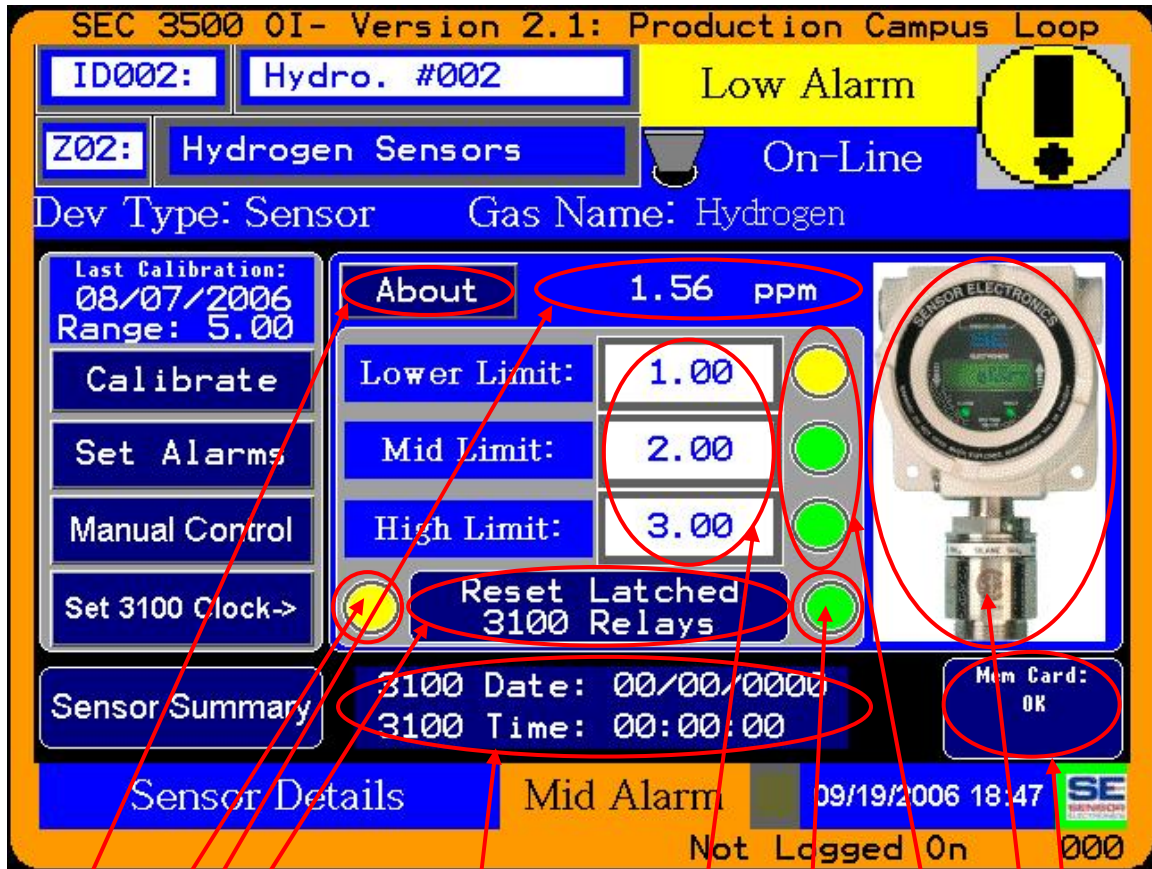 SEC 3500 OI- Version 2.1: Production Campus Loop
ID002: Hydro. #002
Low Alarm
Z02: Hydrogen Sensors
On-Line
Dev Type: Sensor Gas Name: Hydrogen
Last Calibration:
08/07/2006
Range: 5.00
About
1.56 ppm
SENSOR ELECTRONICS
Calibrate
Lower Limit: 1.00
Set Alarms
Mid Limit: 2.00
Manual Control
High Limit: 3.00
Set 3100 Clock->
Reset Latched
3100 Relays
Sensor Summary
3100 Date: 00/00/0000
3100 Time: 00:00:00
Mem Card:
OK
Sensor Details
Mid Alarm
09/19/2006 18:47
SE
SENSOR
ELECTRONICS
Not Logged On 000